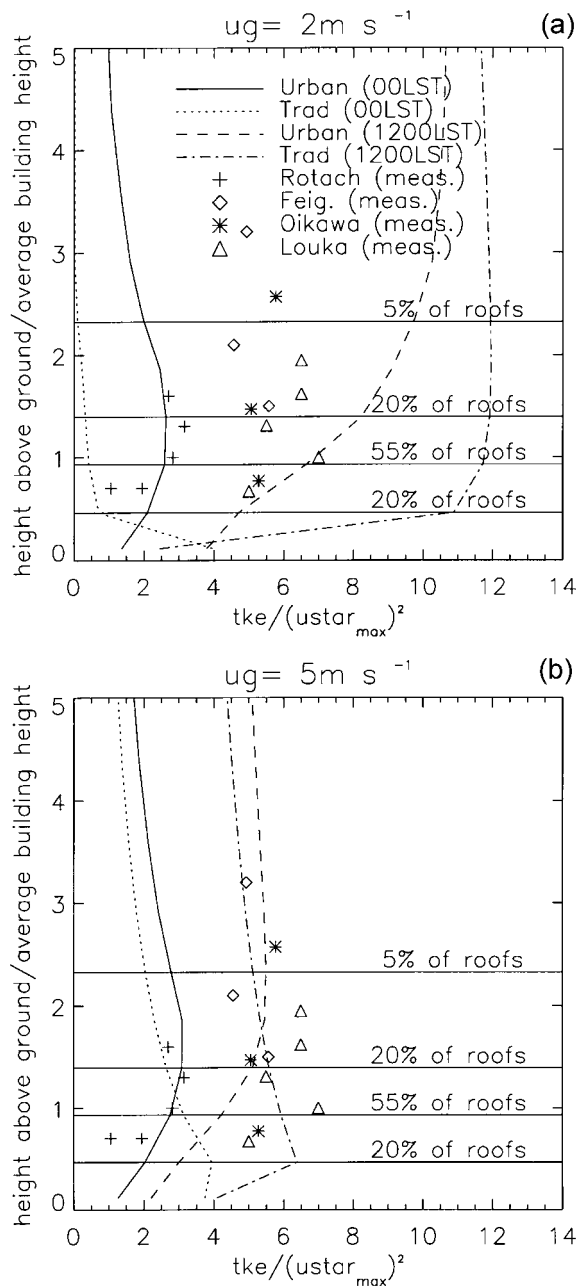 ug= 2m s ⁻¹
(a)
height above ground/average building height
5
4
3
2
1
0
Urban (00LST)
Trad (00LST)
Urban (1200LST)
Trad (1200LST)
Rotach (meas.)
Feig. (meas.)
Oikawa (meas.)
Louka (meas.)
5% of roofs
20% of roofs
55% of roofs
20% of roofs
0 2 4 6 8 10 12 14
tke/(ustar_max)²
ug= 5m s ⁻¹
(b)
height above ground/average building height
5
4
3
2
1
0
5% of roofs
20% of roofs
55% of roofs
20% of roofs
0 2 4 6 8 10 12 14
tke/(ustar_max)²